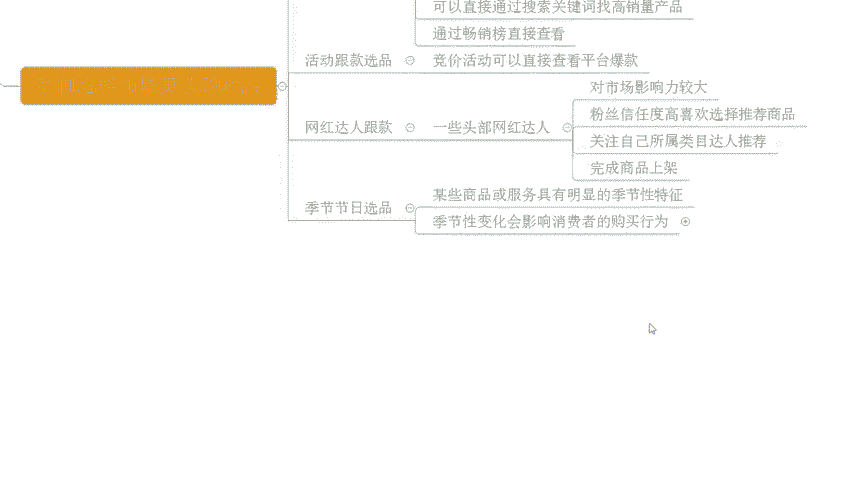 可以直接通过搜索关键词找高销量产品
通过畅销榜直接查看
活动跟款选品
竞价活动可以直接查看平台爆款
对市场影响力较大
粉丝信任度高喜欢选择推荐商品
网红达人跟款
一些头部网红达人
关注自己所属类目达人推荐
完成商品上架
季节节日选品
某些商品或服务具有明显的季节性特征
季节性变化会影响消费者的购买行为